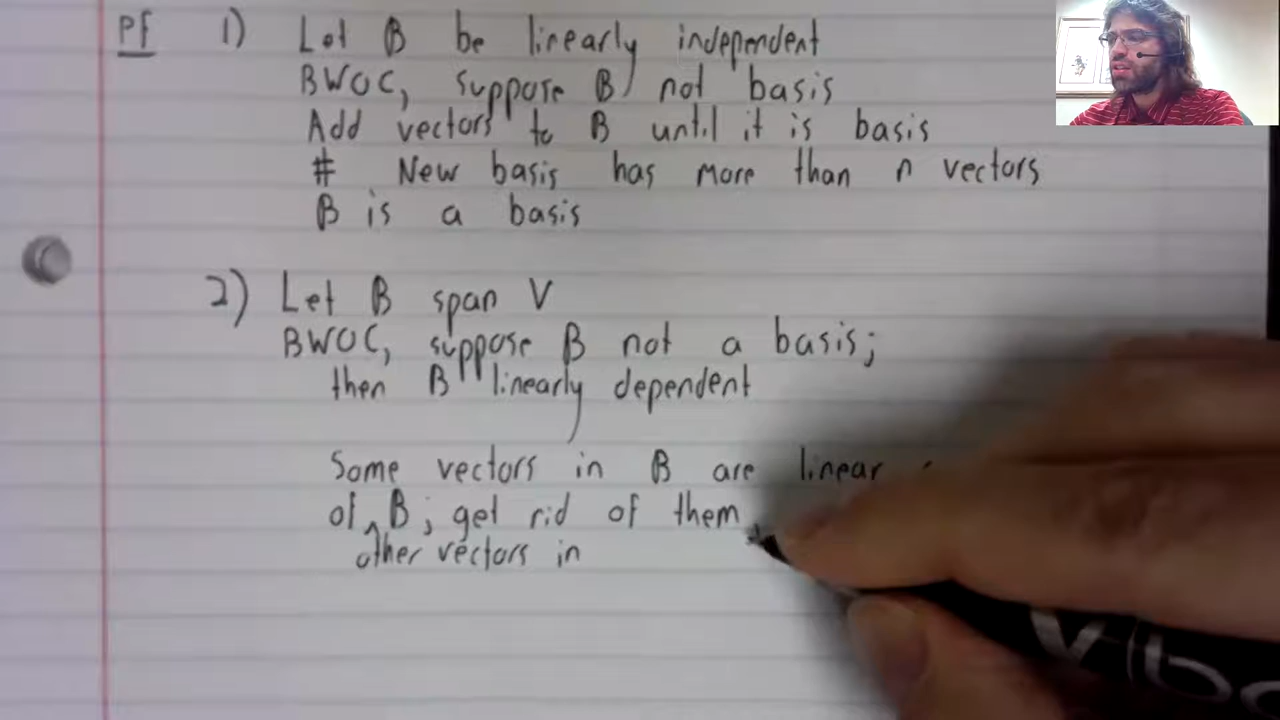 Pf 1) Let B be linearly independent
BWOC, suppose B not basis
Add vectors to B until it is basis
# New basis has more than n vectors
B is a basis
2) Let B span V
BWOC, suppose B not a basis;
then B linearly dependent
Some vectors in B are linear
of ^ B; get rid of them
other vectors in